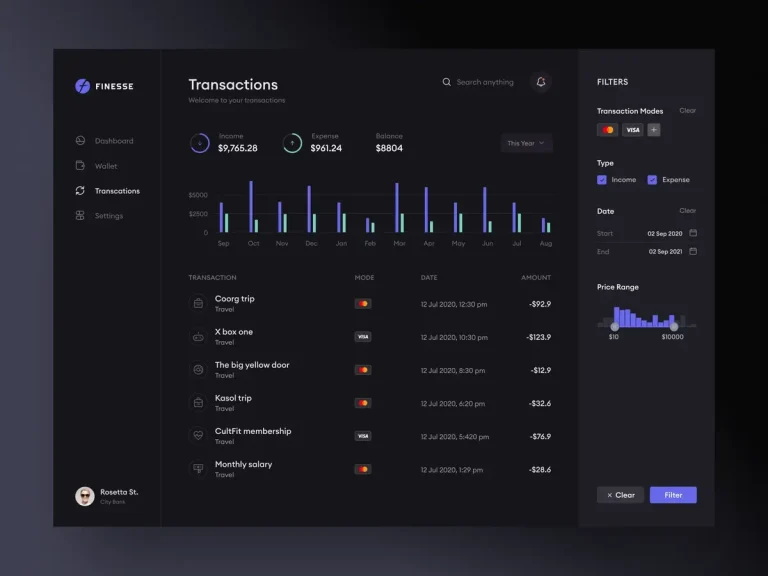 FINESSE
Dashboard
Wallet
Transcations
Settings
Rosetta St.
City Bank
Transactions
Welcome to your transactions
Search anything
Income
$9,765.28
Expense
$961.24
Balance
$8804
This Year
$5000
$2500
0
Sep Oct Nov Dec Jan Feb Mar Apr May Jun Jul Aug
TRANSACTION MODE DATE AMOUNT
Coorg trip
Travel
12 Jul 2020, 12:30 pm -$92.9
X box one
Travel
VISA 12 Jul 2020, 10:30 pm -$123.9
The big yellow door
Travel
12 Jul 2020, 8:30 pm -$12.9
Kasol trip
Travel
12 Jul 2020, 6:20 pm -$32.6
CultFit membership
Travel
VISA 12 Jul 2020, 5:420 pm -$76.9
Monthly salary
Travel
12 Jul 2020, 1:29 pm -$28.6
FILTERS
Transaction Modes Clear
VISA +
Type
Income Expense
Date Clear
Start 02 Sep 2020
End 02 Sep 2021
Price Range
$10 $10000
× Clear Filter